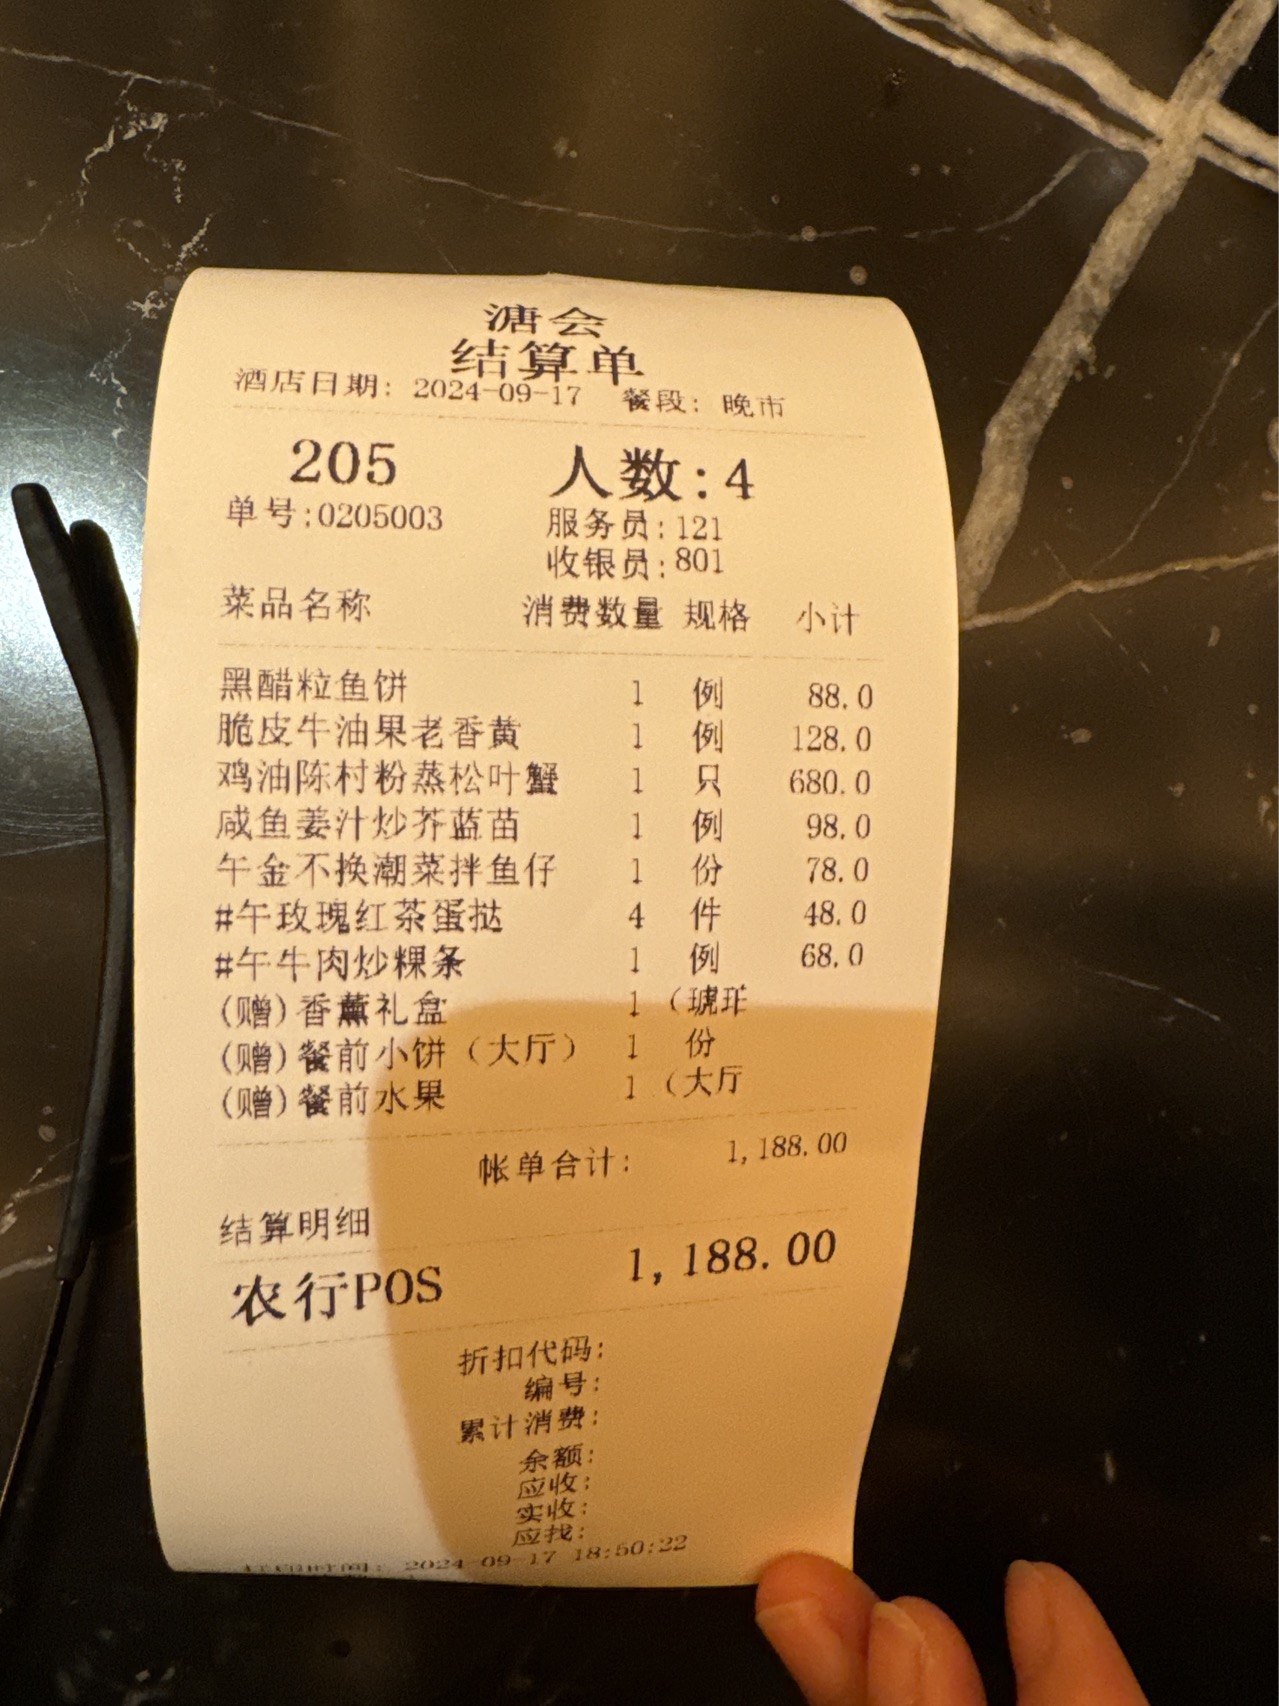 溏会
结算单
酒店日期: 2024-09-17 餐段: 晚市
205 人数:4
单号:0205003 服务员:121
收银员:801
菜品名称 消费数量 规格 小计
黑醋粒鱼饼 1 例 88.0
脆皮牛油果老香黄 1 例 128.0
鸡油陈村粉蒸松叶蟹 1 只 680.0
咸鱼姜汁炒芥蓝苗 1 例 98.0
午金不换潮菜拌鱼仔 1 份 78.0
#午玫瑰红茶蛋挞 4 件 48.0
#午牛肉炒粿条 1 例 68.0
(赠)香薰礼盒 1 (琥珀
(赠)餐前小饼（大厅） 1 份
(赠)餐前水果 1 (大厅
帐单合计: 1,188.00
结算明细
农行POS 1,188.00
折扣代码:
编号:
累计消费:
余额:
应收:
实收:
应找:
打印时间: 2024-09-17 18:50:22